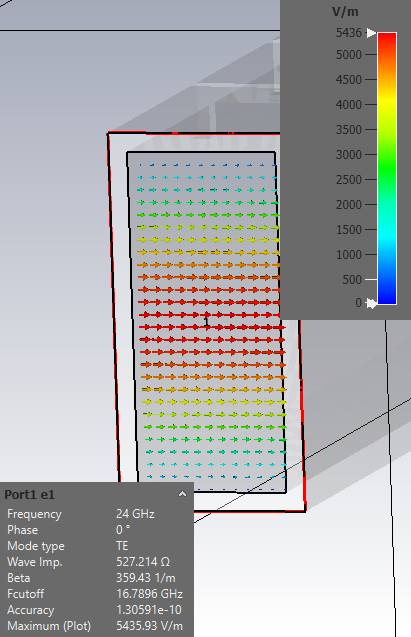 V/m
5436
5000
4500
4000
3500
3000
2500
2000
1500
1000
500
0
1
Port1 e1
Frequency 24 GHz
Phase 0 °
Mode type TE
Wave Imp. 527.214 Ω
Beta 359.43 1/m
Fcutoff 16.7896 GHz
Accuracy 1.30591e-10
Maximum (Plot) 5435.93 V/m